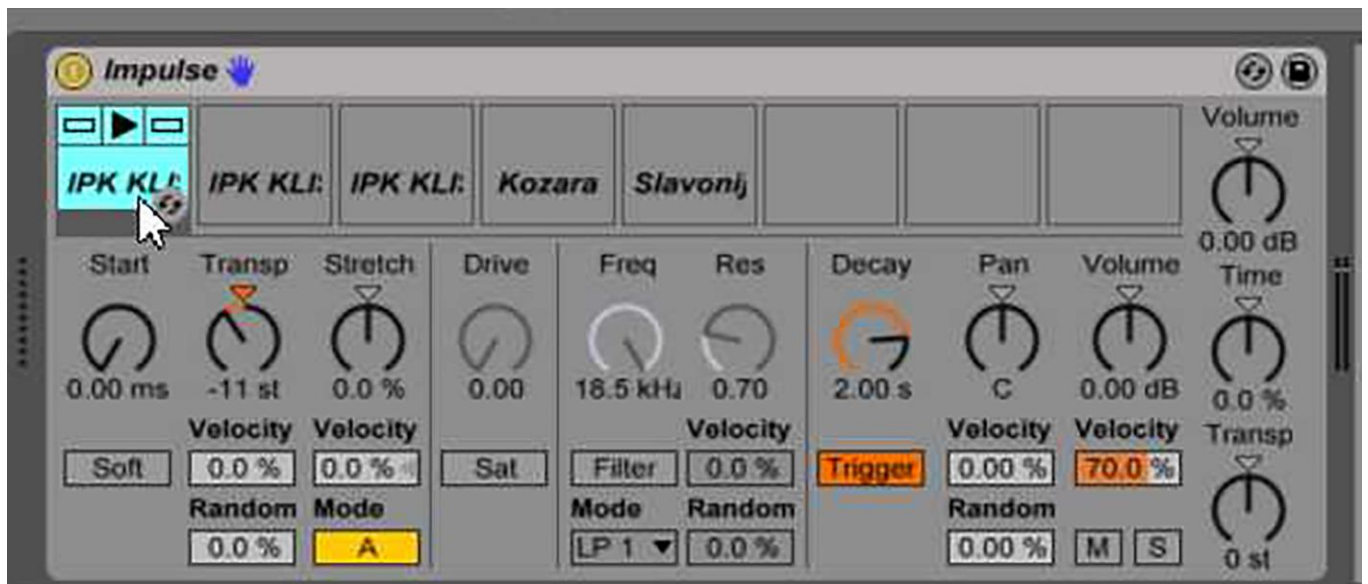 Impulse
Volume
IPK KLI: IPK KLI: IPK KLI: Kozara Slavonij
0.00 dB
Start Transp Stretch Drive Freq Res Decay Pan Volume Time
0.00 ms -11 st 0.0 % 0.00 18.5 kHz 0.70 2.00 s C 0.00 dB 0.0 %
Velocity Velocity Velocity Velocity Velocity Transp
Soft 0.0 % 0.0 % Sat Filter 0.0 % Trigger 0.00 % 70.0 %
Random Mode Mode Random Random
0.0 % A LP 1 0.0 % 0.00 % M S 0 st